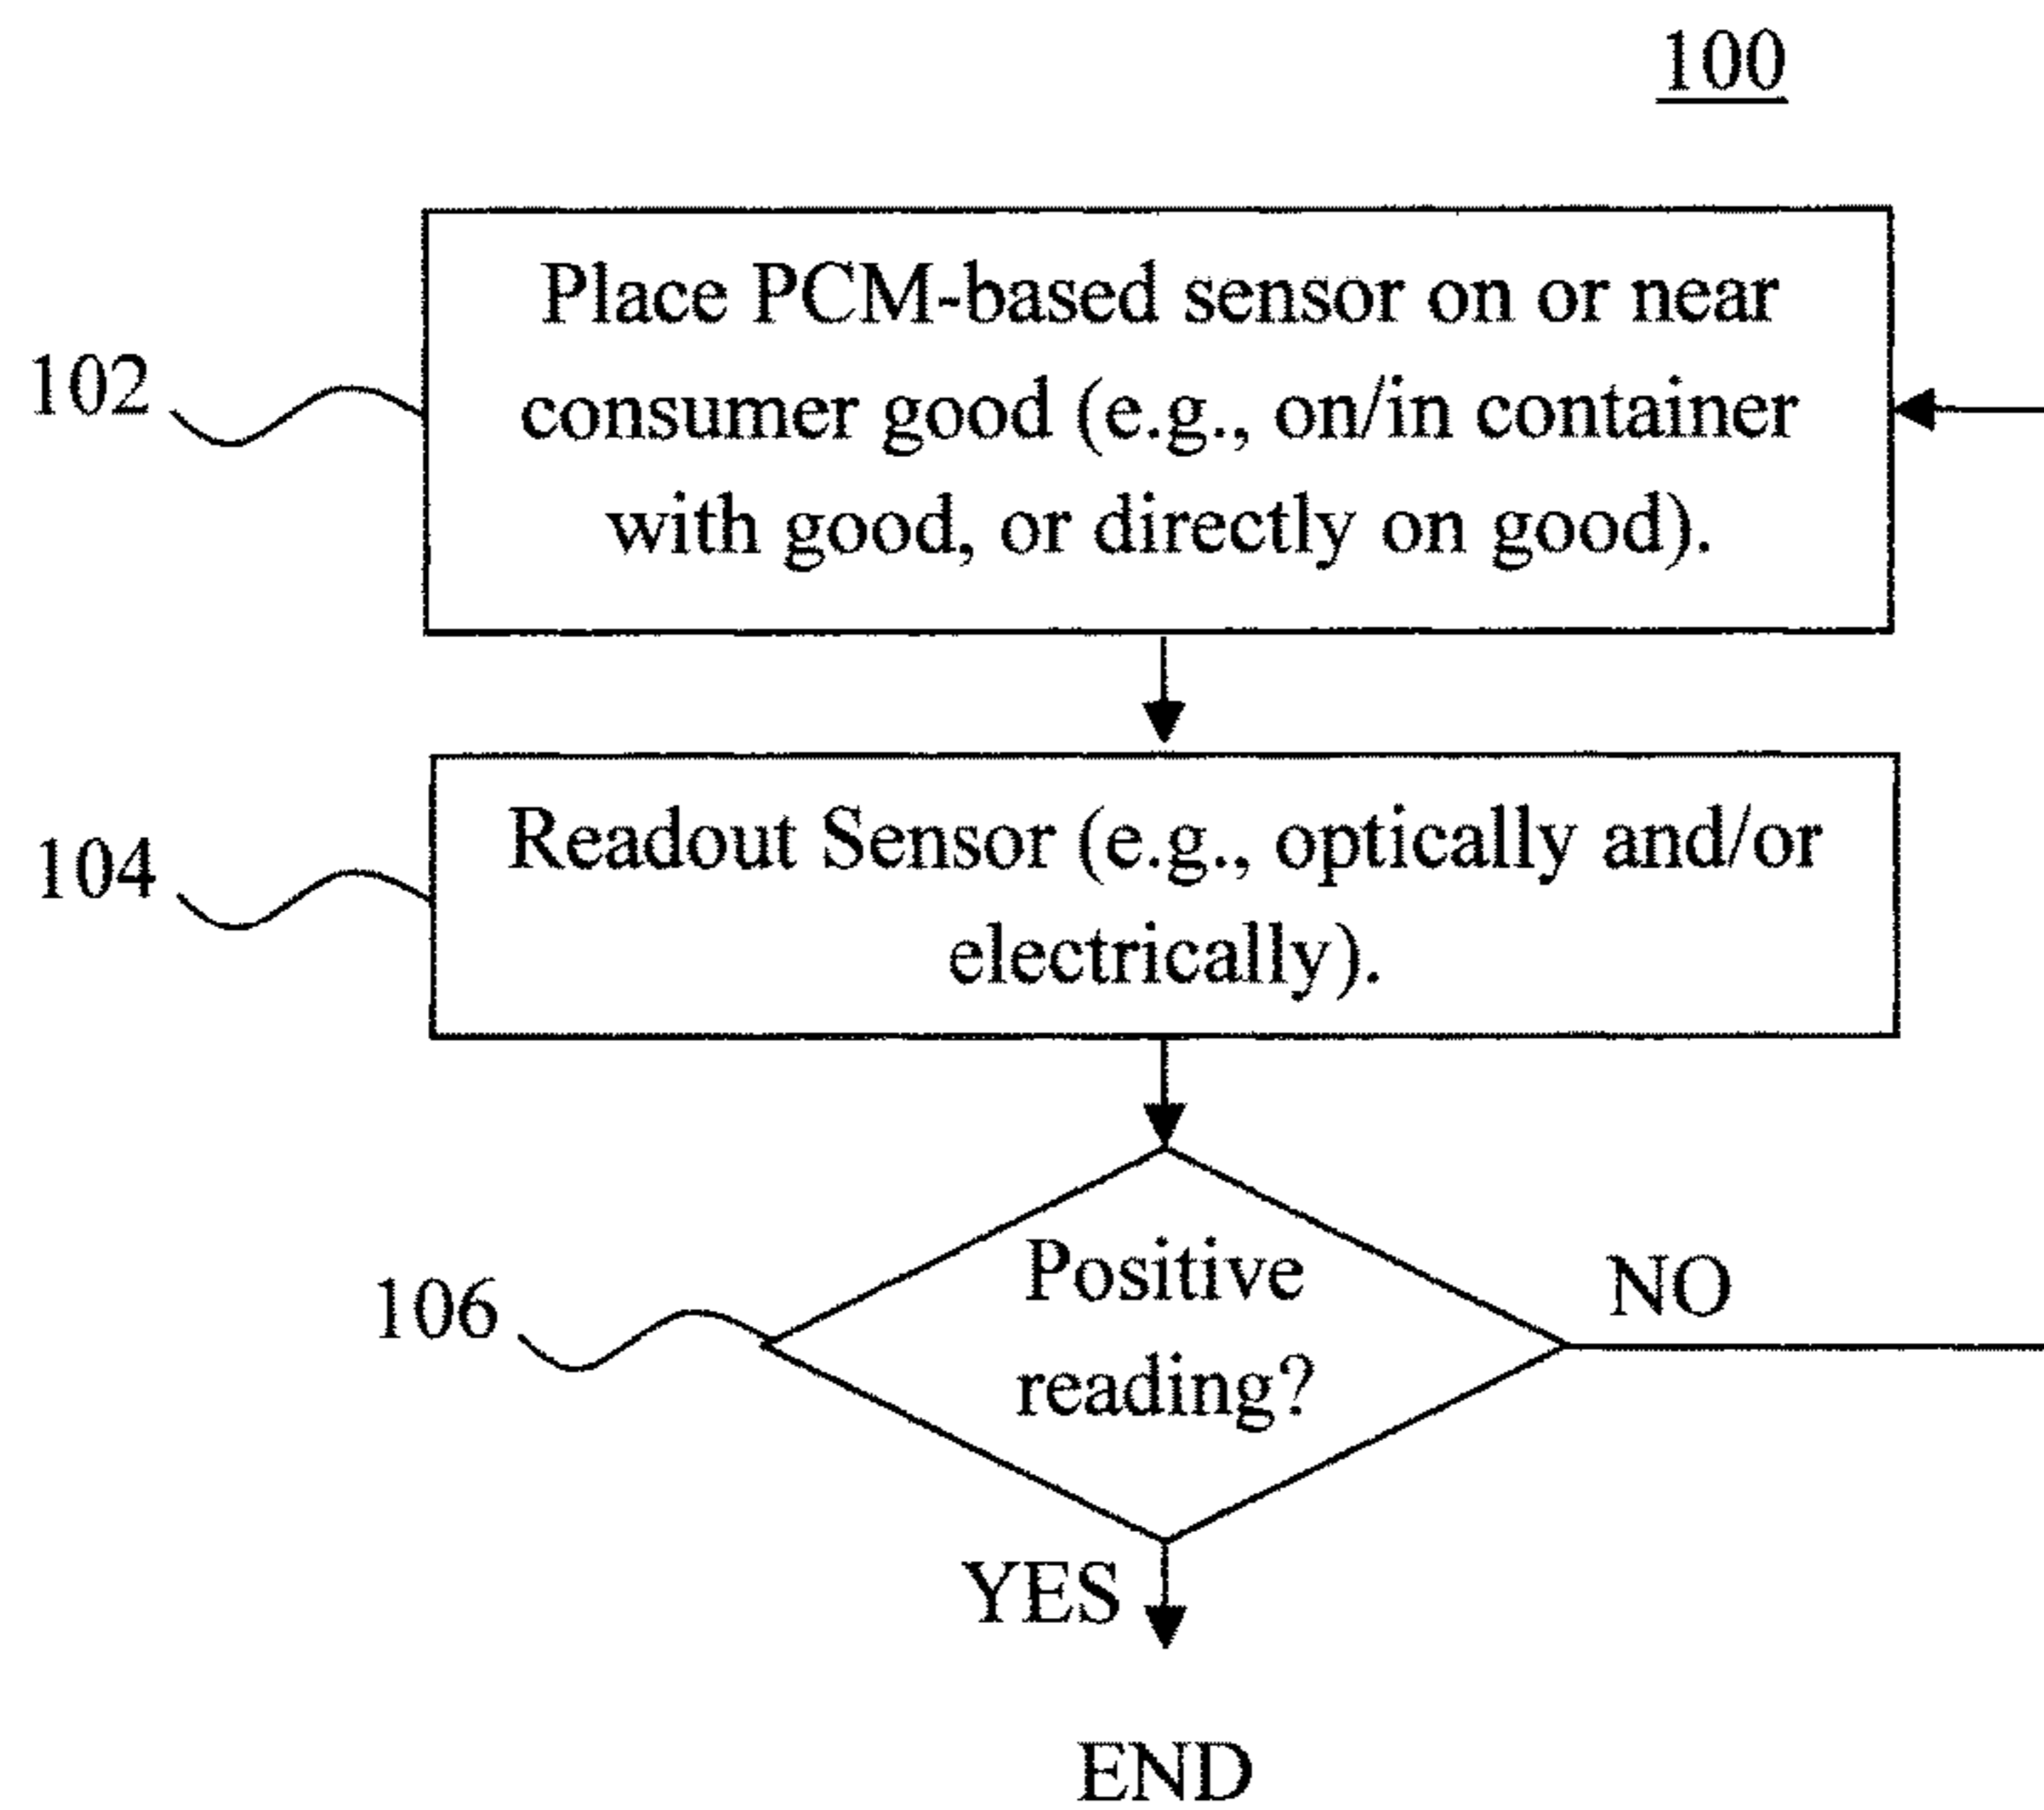 100
Place PCM-based sensor on or near
102
consumer good (e.g., on/in container
with good, or directly on good).
Readout Sensor (e.g., optically and/or
104
electrically).
Positive
NO
106
reading?
YES
END